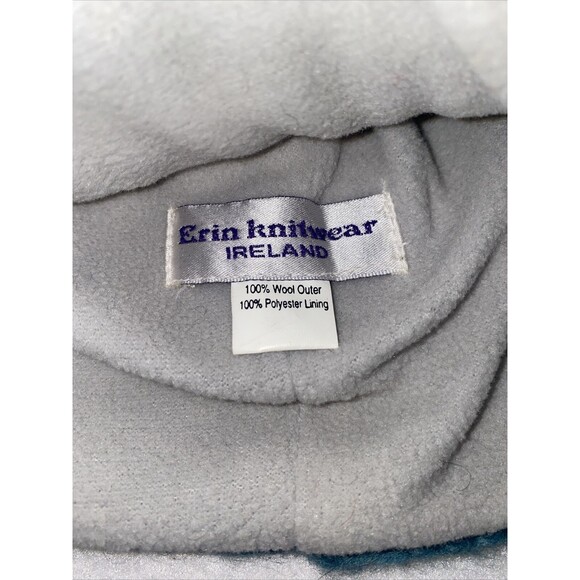 Erin knitwear
IRELAND
100% Wool Outer
100% Polyester Lining